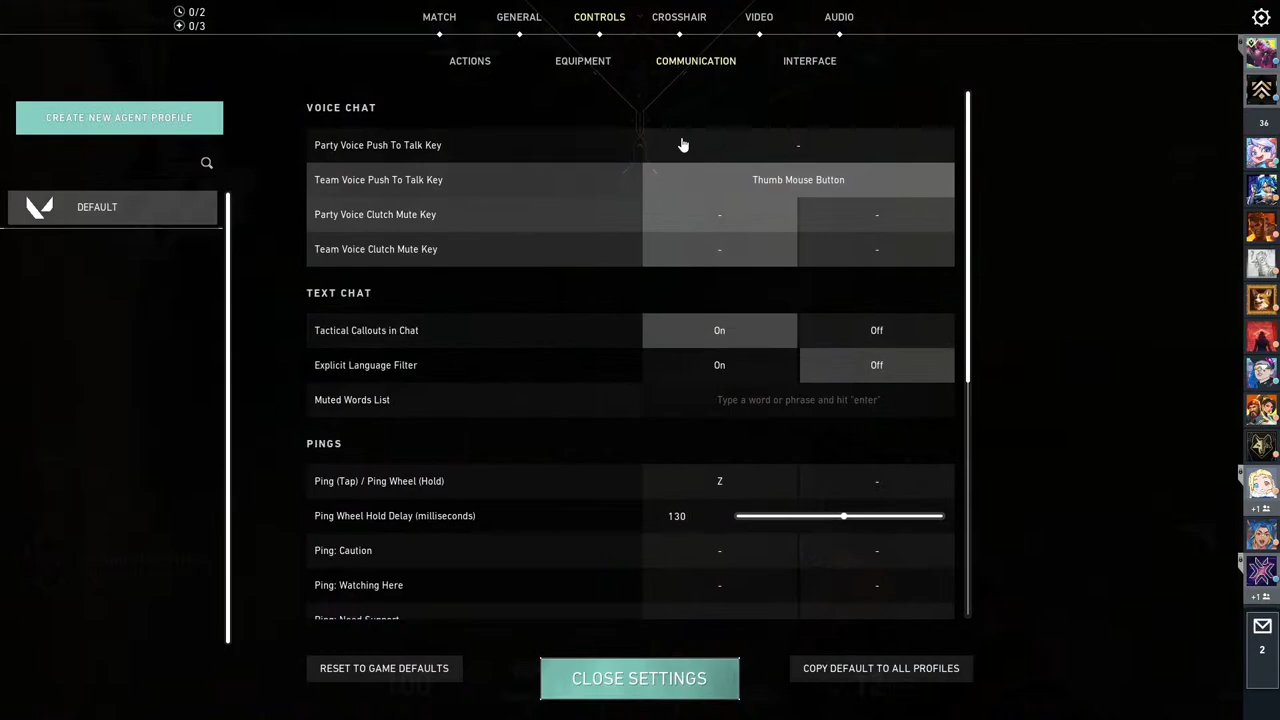 0/2
0/3
MATCH GENERAL CONTROLS CROSSHAIR VIDEO AUDIO
ACTIONS EQUIPMENT COMMUNICATION INTERFACE
CREATE NEW AGENT PROFILE
DEFAULT
VOICE CHAT
Party Voice Push To Talk Key -
Team Voice Push To Talk Key Thumb Mouse Button
Party Voice Clutch Mute Key - -
Team Voice Clutch Mute Key - -
TEXT CHAT
Tactical Callouts in Chat On Off
Explicit Language Filter On Off
Muted Words List Type a word or phrase and hit "enter"
PINGS
Ping (Tap) / Ping Wheel (Hold) Z -
Ping Wheel Hold Delay (milliseconds) 130
Ping: Caution - -
Ping: Watching Here - -
Ping: Need Support
RESET TO GAME DEFAULTS
CLOSE SETTINGS
COPY DEFAULT TO ALL PROFILES
36
+1
+1
2